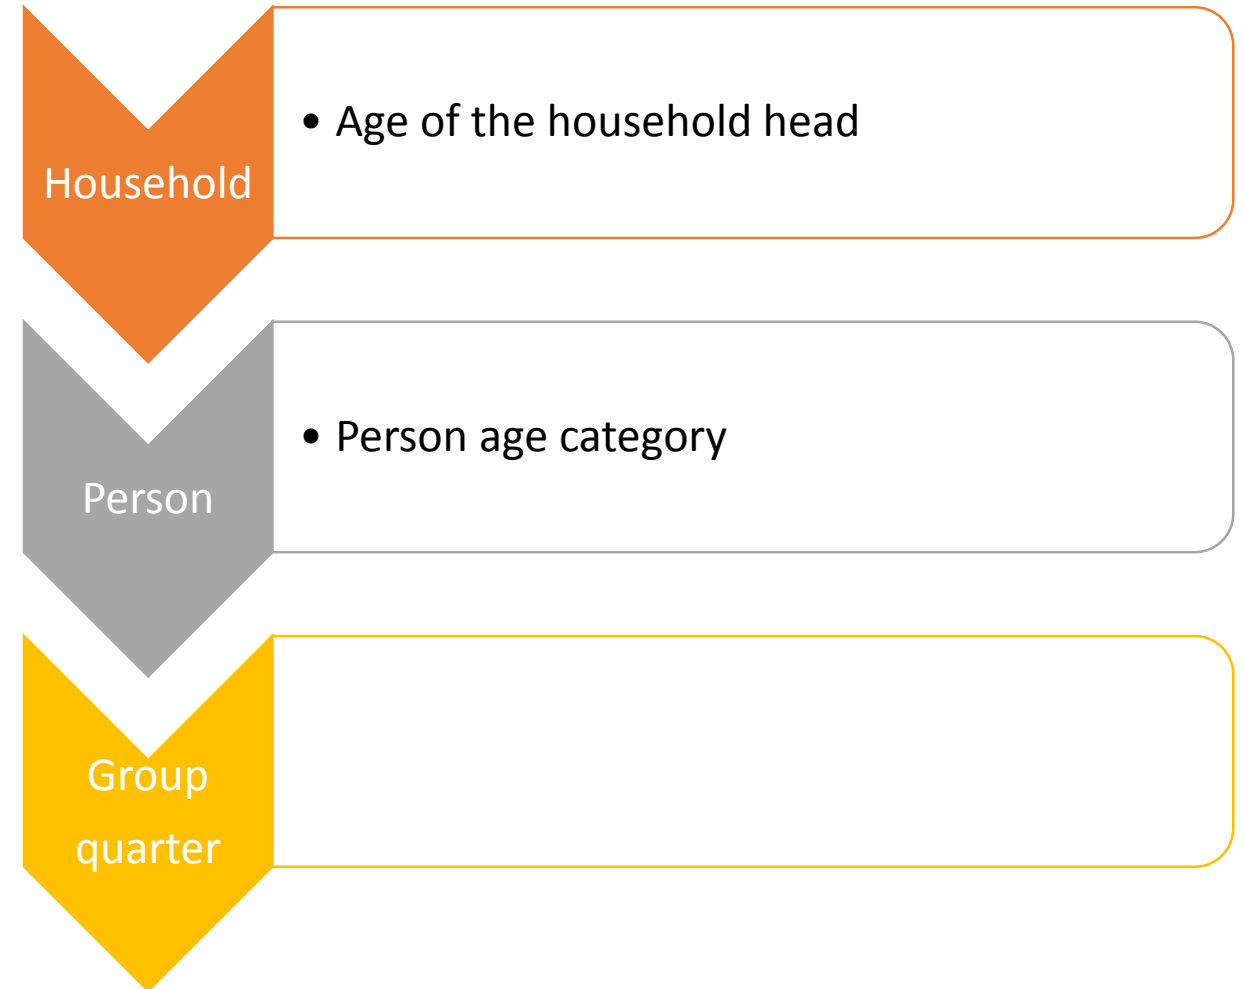 Household
• Age of the household head
Person
• Person age category
Group
quarter